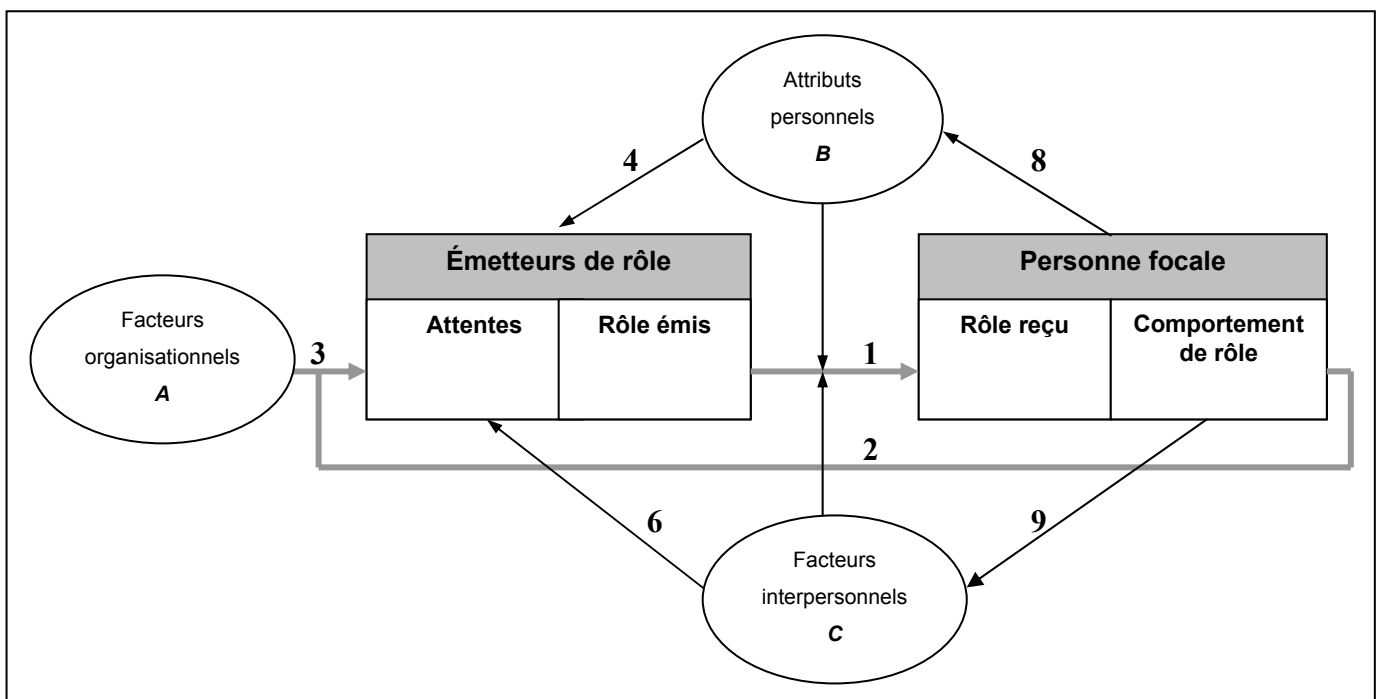 Attributs
personnels
B
4
8
Émetteurs de rôle
Personne focale
Attentes
Rôle émis
Rôle reçu
Comportement
de rôle
Facteurs
organisationnels
A
3
1
2
6
9
Facteurs
interpersonnels
C